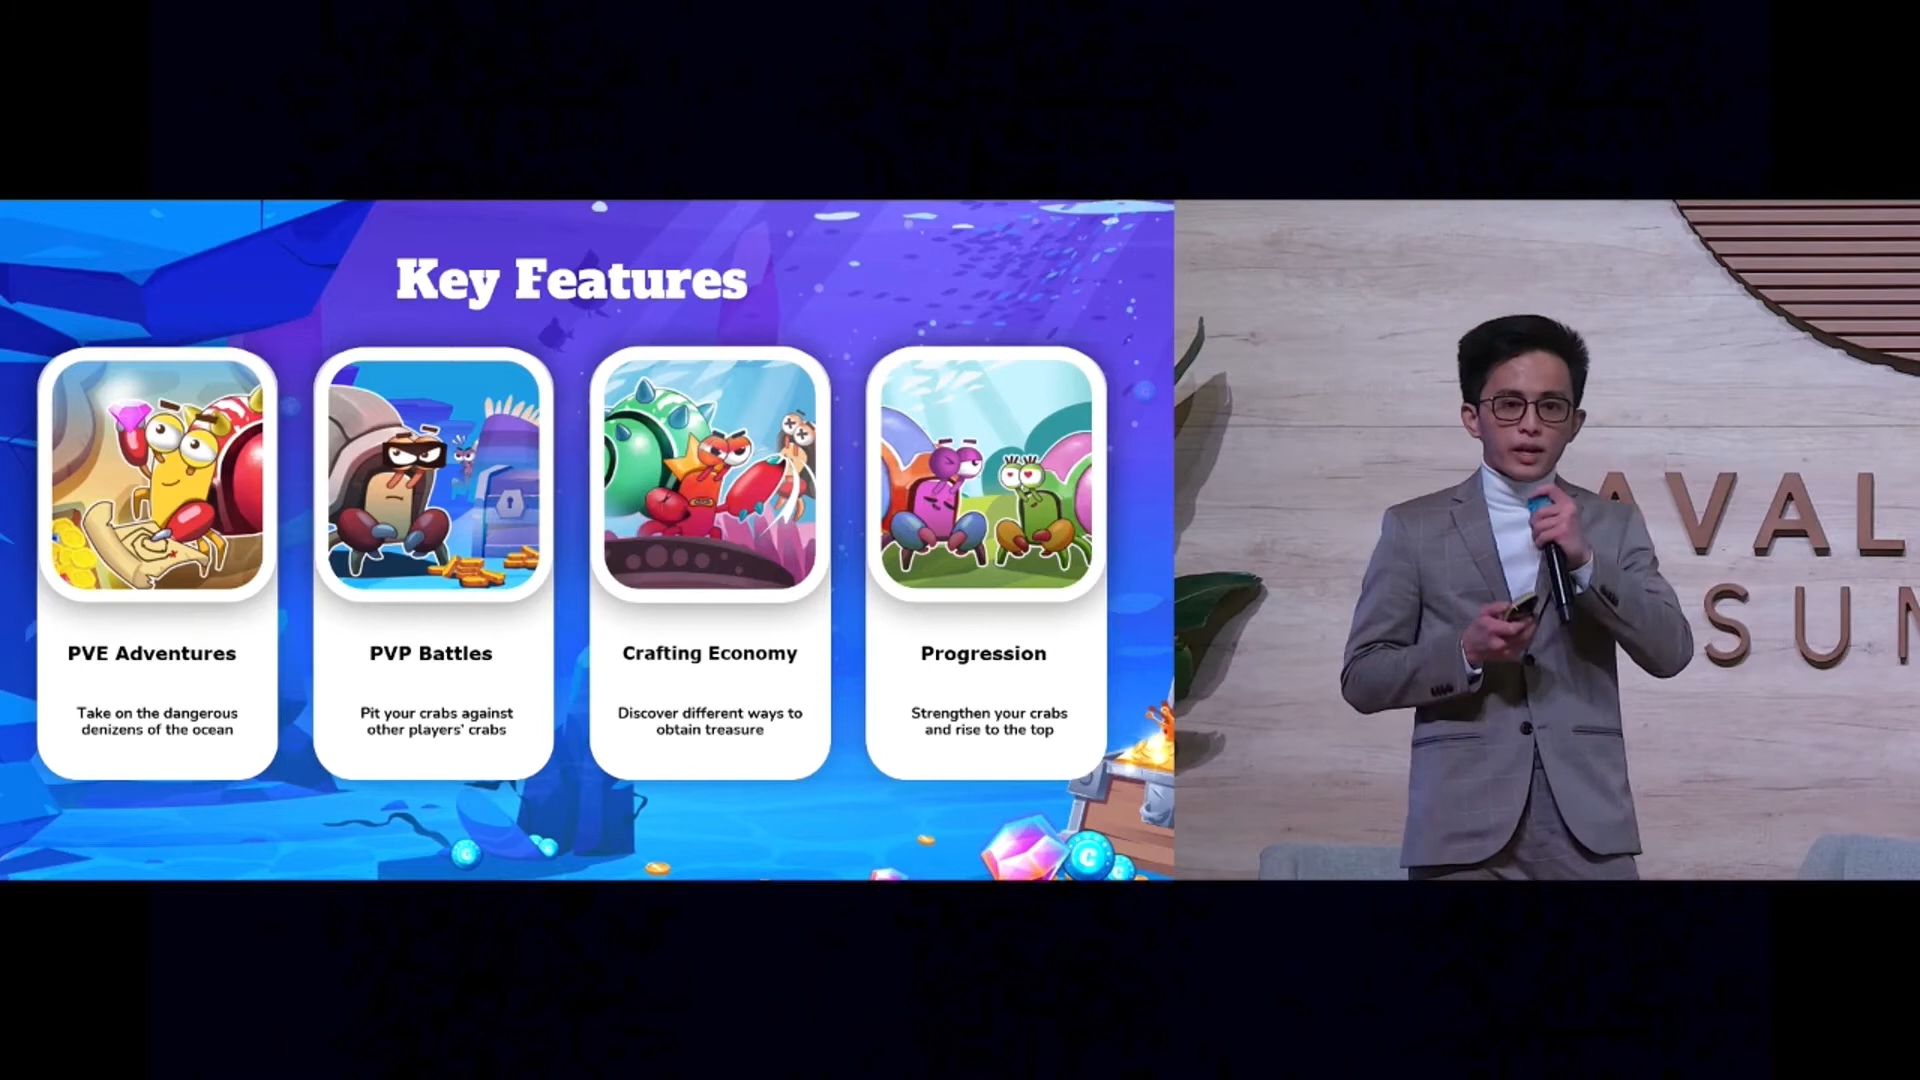 Key Features
PVE Adventures
Take on the dangerous
denizens of the ocean
PVP Battles
Pit your crabs against
other players' crabs
Crafting Economy
Discover different ways to
obtain treasure
Progression
Strengthen your crabs
and rise to the top
C
AVAL
SUM